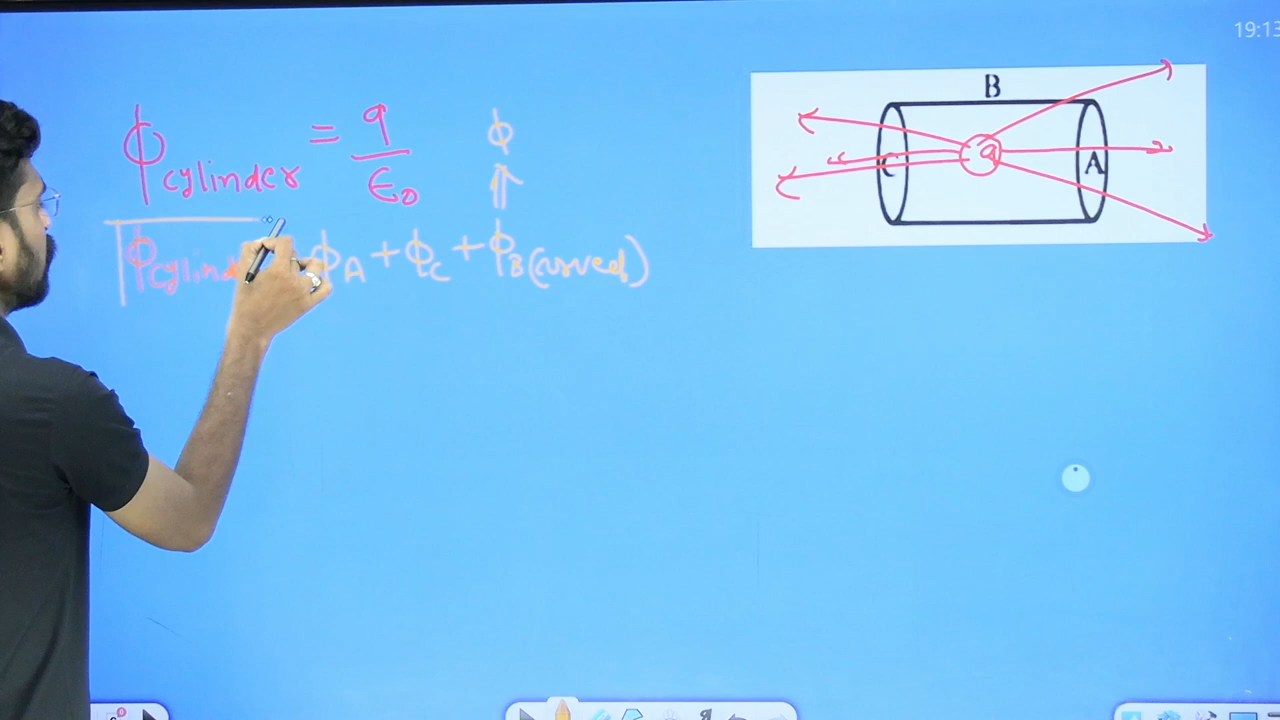 19:13
ϕcylinder = q/ϵ0
ϕ
⇑
ϕcylinder = ϕA + ϕC + ϕB(curved)
B
C
q
A